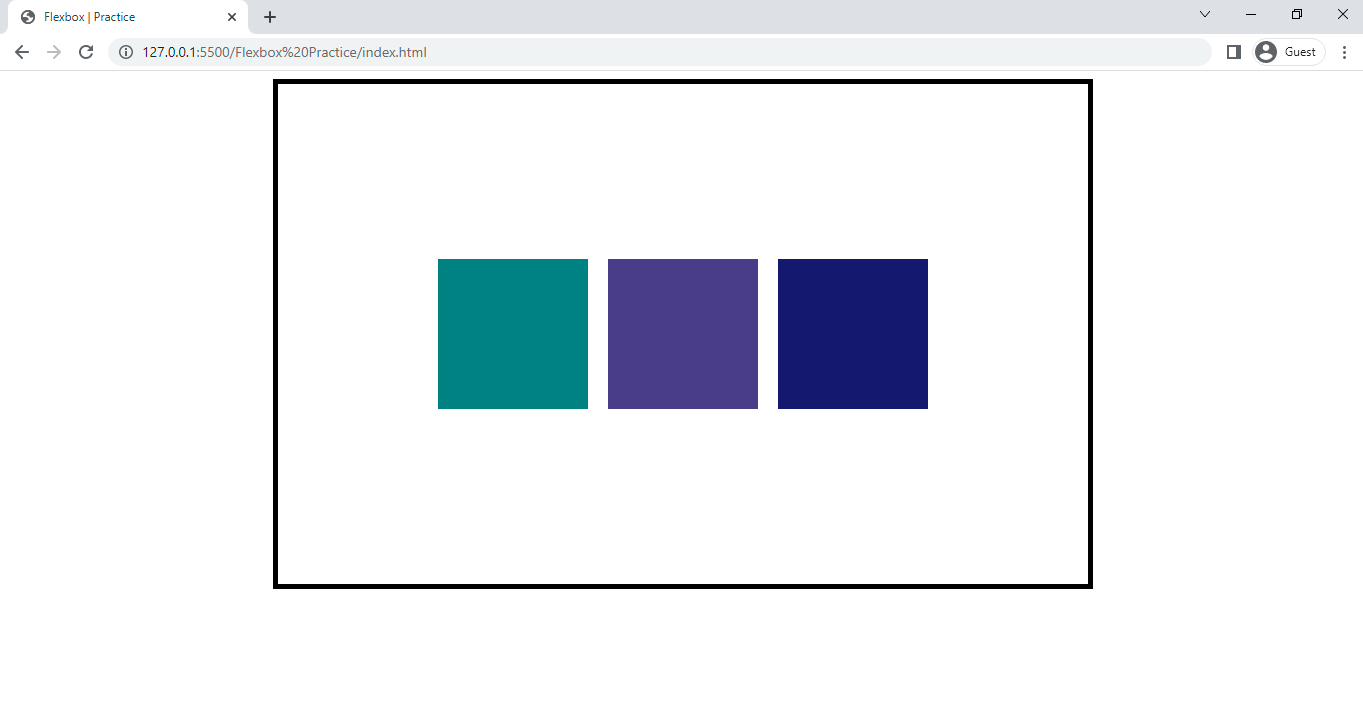 Flexbox | Practice
127.0.0.1:5500/Flexbox%20Practice/index.html
Guest